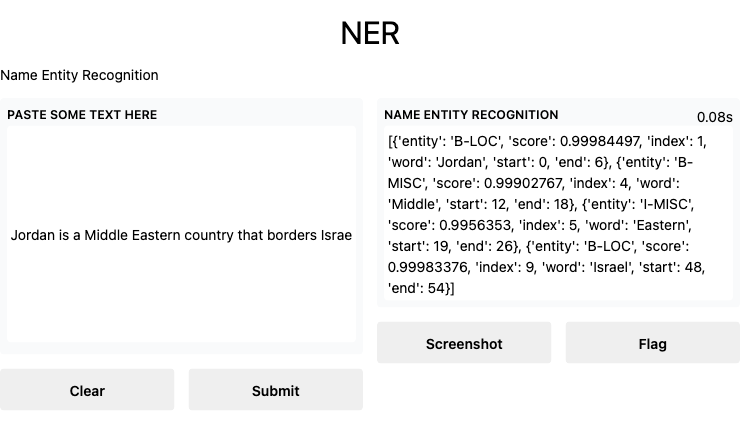 NER
Name Entity Recognition
PASTE SOME TEXT HERE
Jordan is a Middle Eastern country that borders Israe
Clear
Submit
NAME ENTITY RECOGNITION
0.08s
[{'entity': 'B-LOC', 'score': 0.99984497, 'index': 1,
'word': 'Jordan', 'start': 0, 'end': 6}, {'entity': 'B-
MISC', 'score': 0.99902767, 'index': 4, 'word':
'Middle', 'start': 12, 'end': 18}, {'entity': 'I-MISC',
'score': 0.9956353, 'index': 5, 'word': 'Eastern',
'start': 19, 'end': 26}, {'entity': 'B-LOC', 'score':
0.99983376, 'index': 9, 'word': 'Israel', 'start': 48,
'end': 54}]
Screenshot
Flag